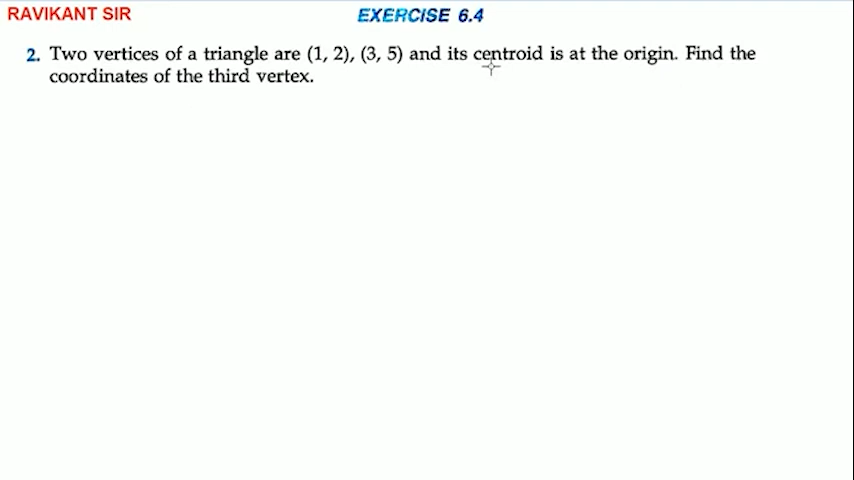 RAVIKANT SIR
EXERCISE 6.4
2. Two vertices of a triangle are (1, 2), (3, 5) and its centroid is at the origin. Find the
coordinates of the third vertex.